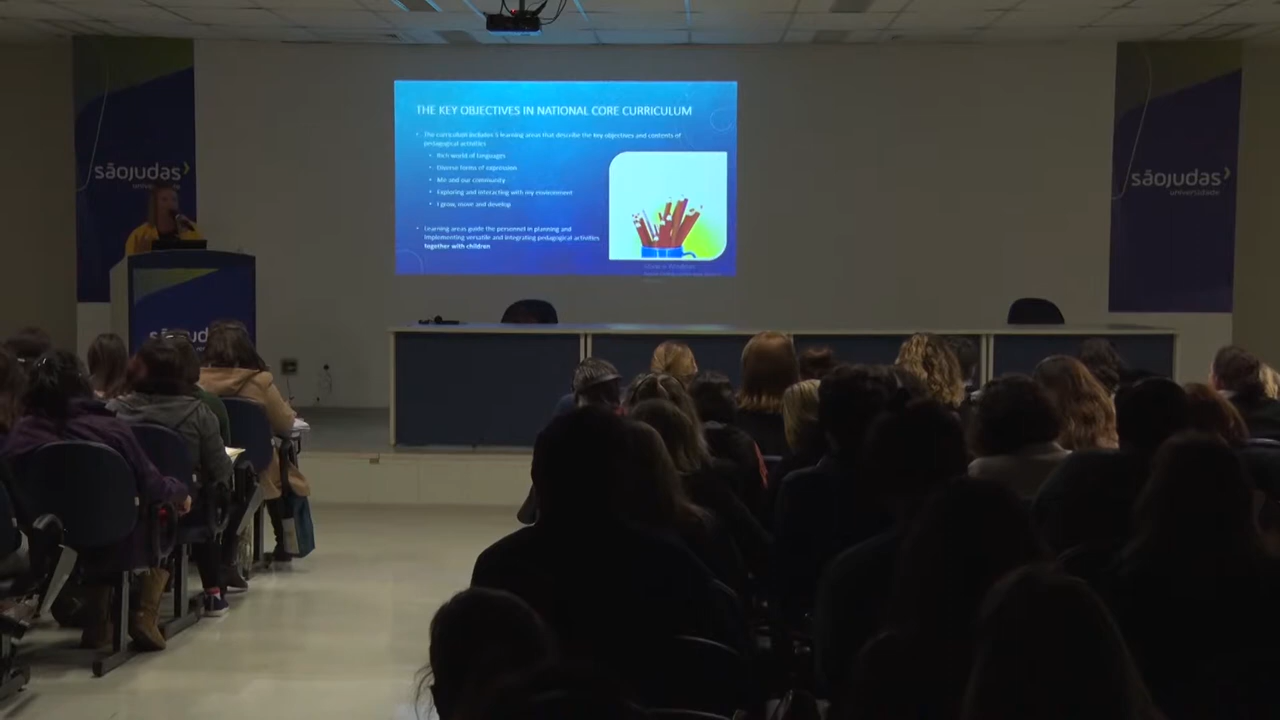 sãojudas
universidade
THE KEY OBJECTIVES IN NATIONAL CORE CURRICULUM
• The curriculum includes 5 learning areas that describe the key objectives and contents of
pedagogical activities
• Rich world of languages
• Diverse forms of expression
• Me and our community
• Exploring and interacting with my environment
• I grow, move and develop
• Learning areas guide the personnel in planning and
implementing versatile and integrating pedagogical activities
together with children
sãojudas
universidade
sãojud